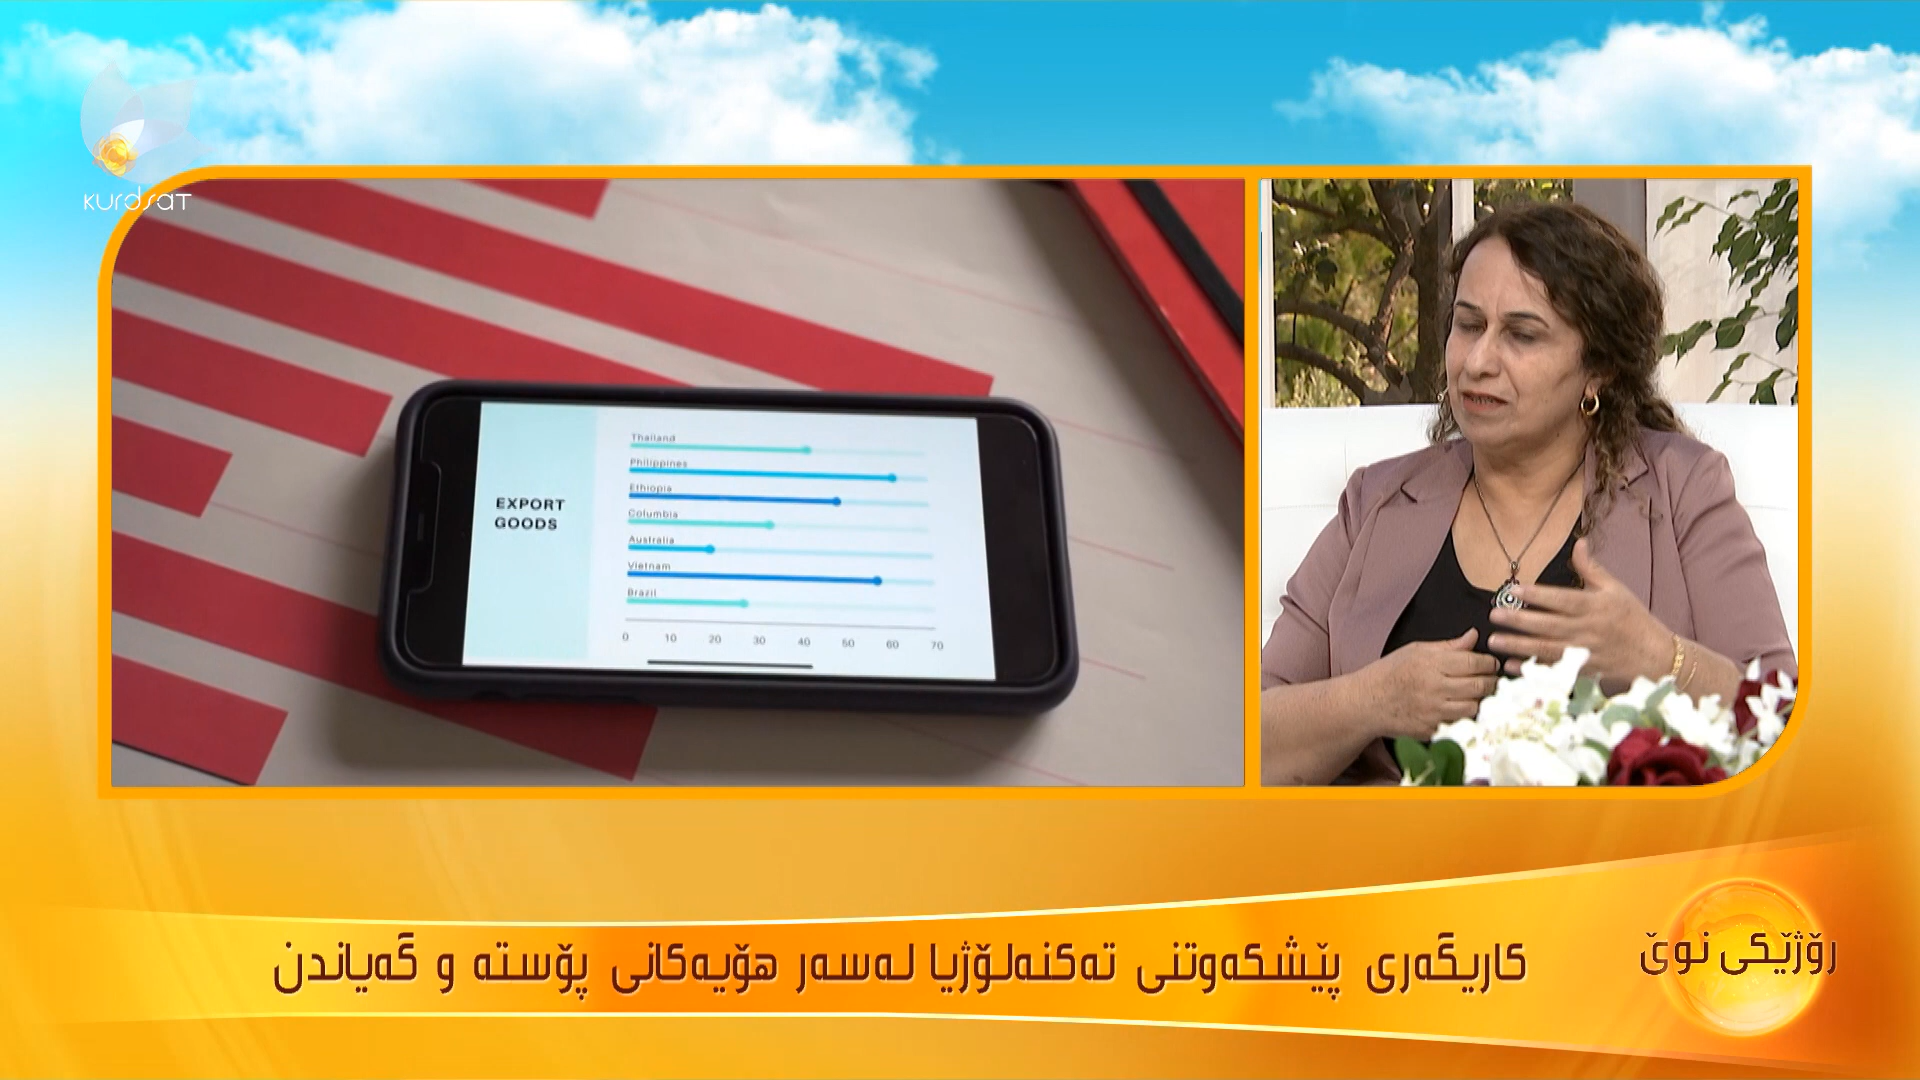 KURDSAT
EXPORT
GOODS
Thailand
Philippines
Ethiopia
Columbia
Australia
Vietnam
Brazil
0 10 20 30 40 50 60 70
کاریگەری پێشکەوتنی تەکنەلۆژیا لەسەر هۆیەکانی پۆستە و گەیاندن
رۆژێکی نوێ